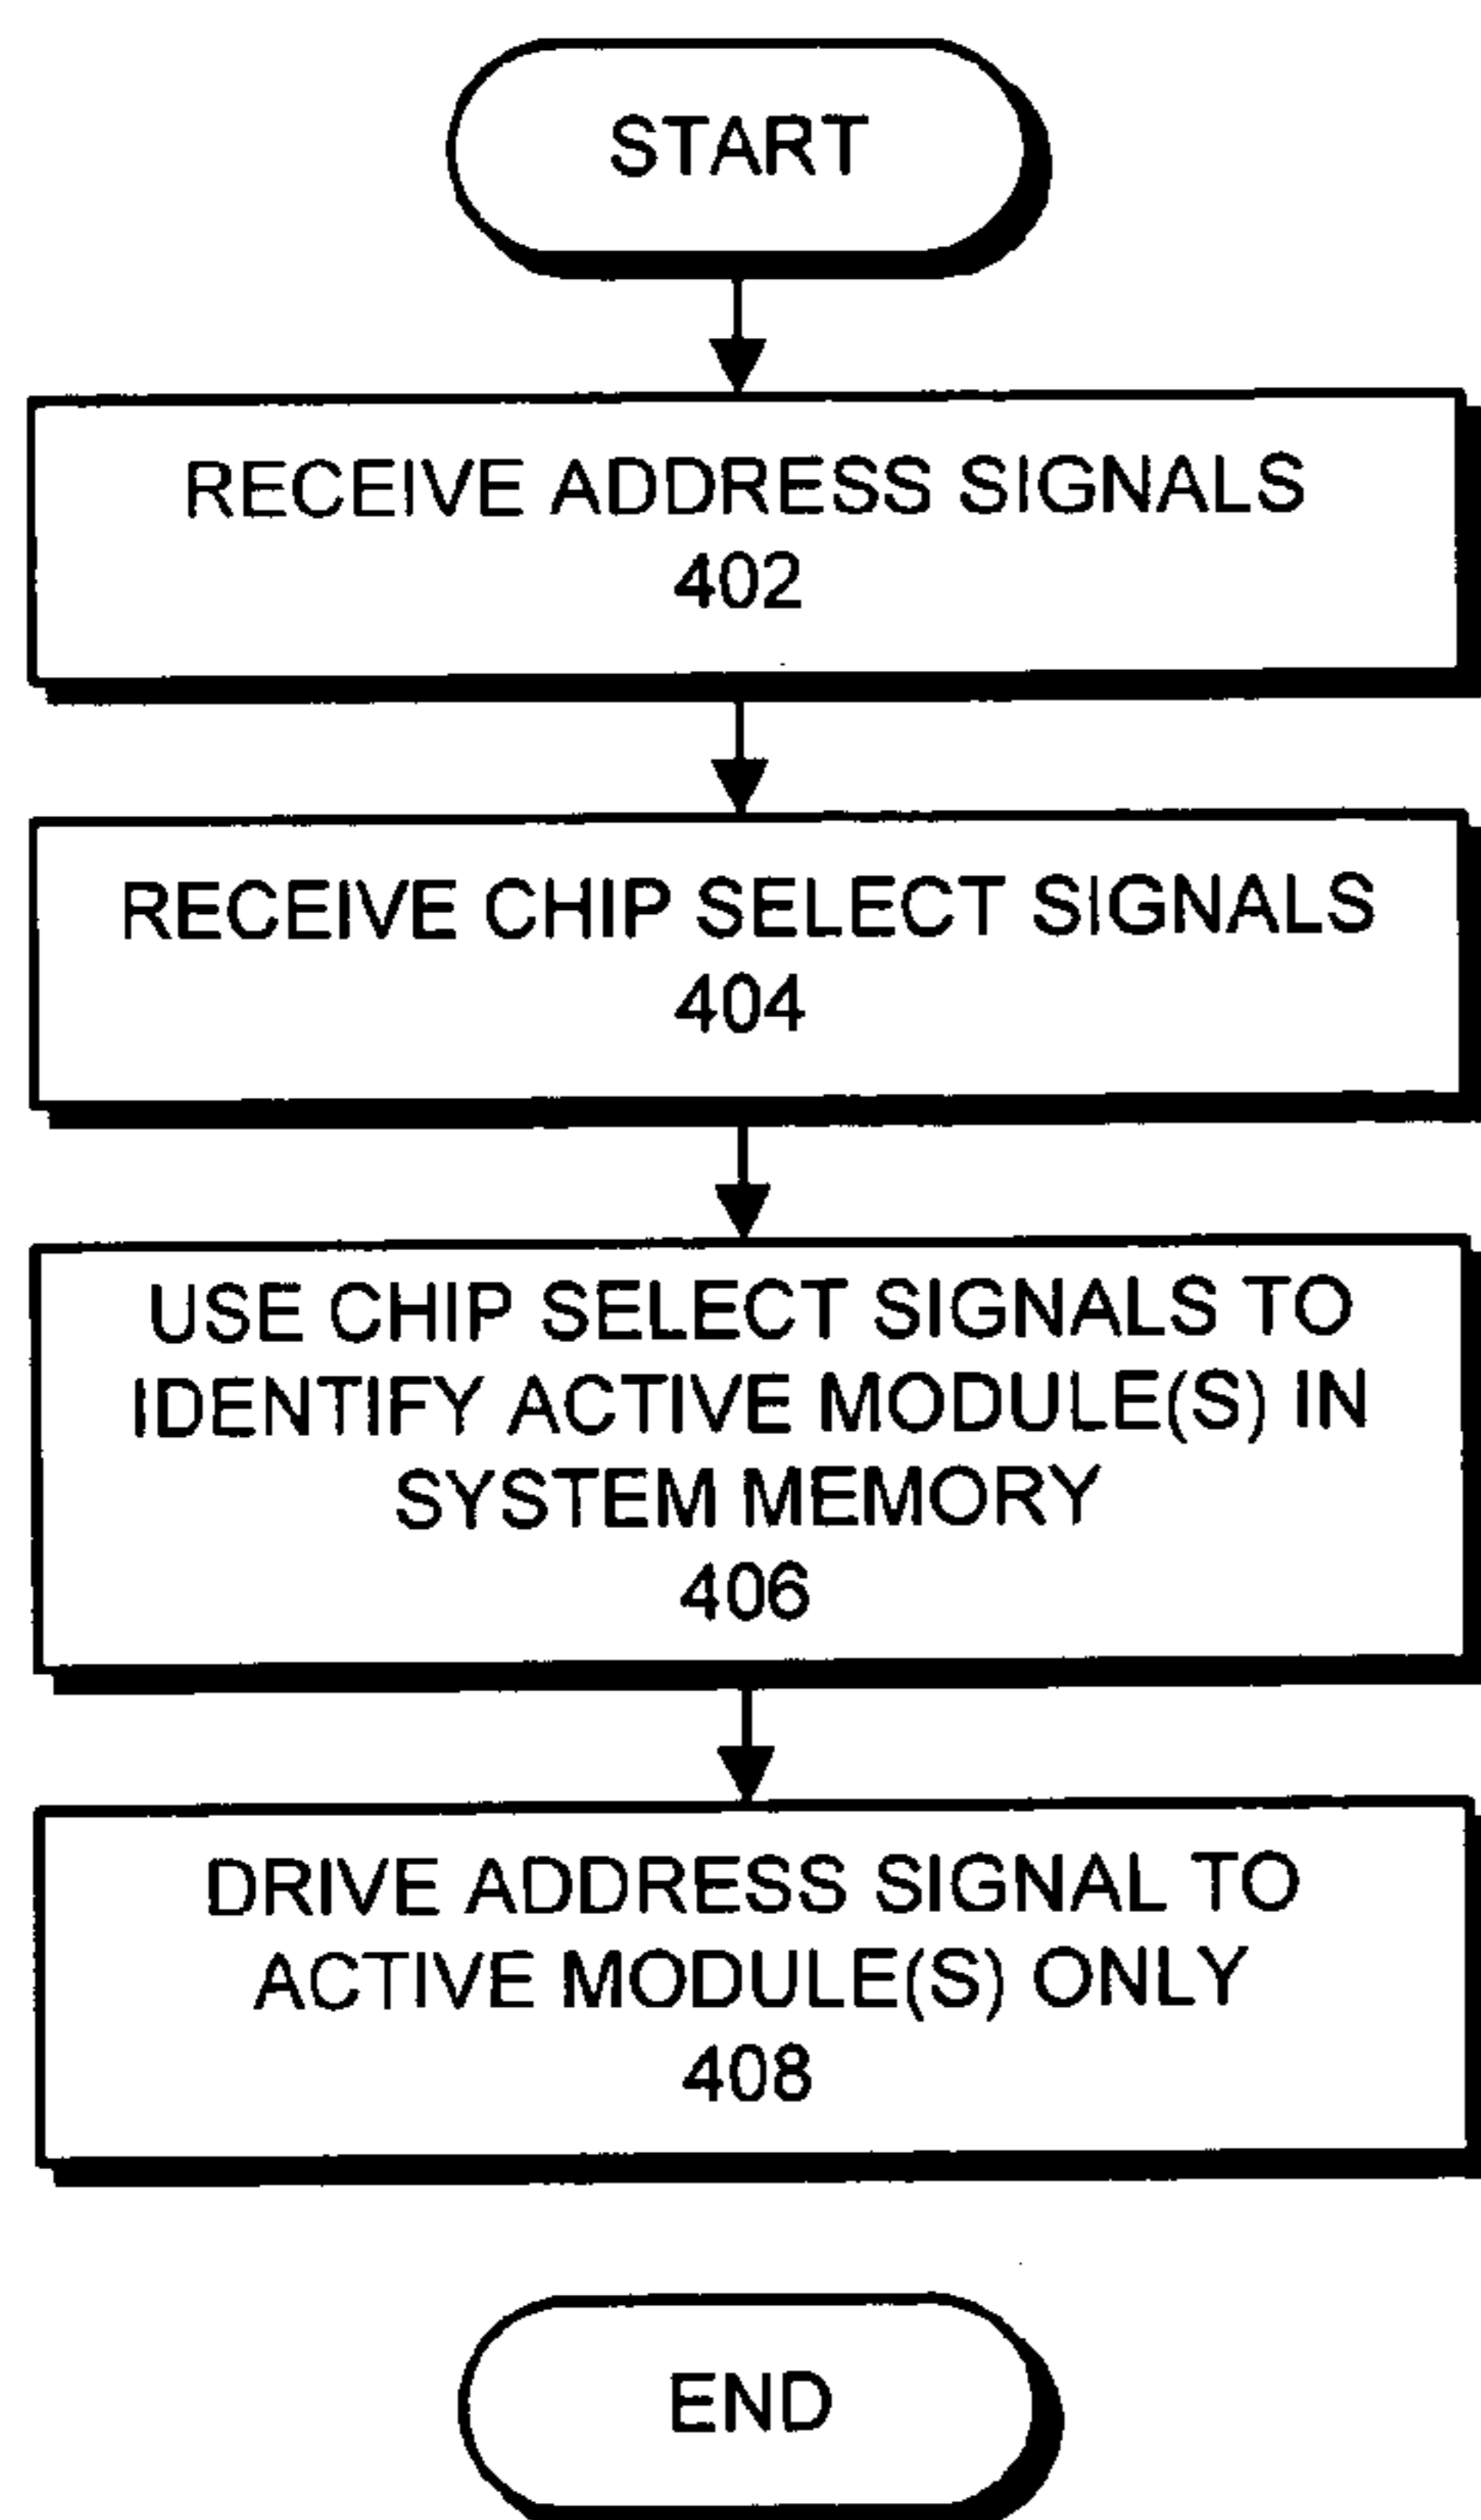 START
RECEIVE ADDRESS SIGNALS
402
RECEIVE CHIP SELECT SIGNALS
404
USE CHIP SELECT SIGNALS TO
IDENTIFY ACTIVE MODULE(S) IN
SYSTEM MEMORY
406
DRIVE ADDRESS SIGNAL TO
ACTIVE MODULE(S) ONLY
408
END